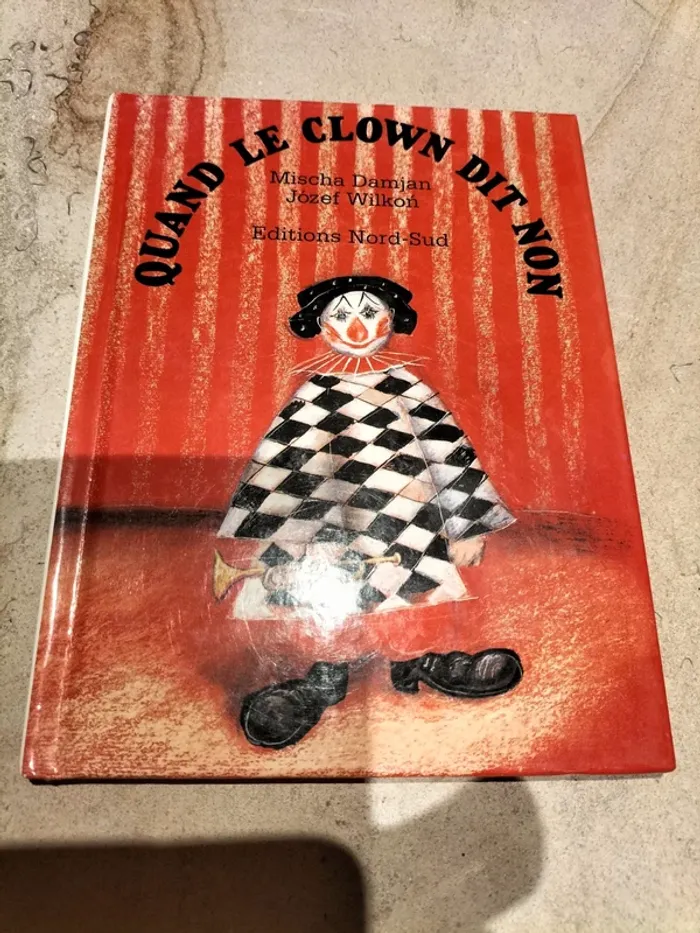 QUAND LE CLOWN DIT NON
Mischa Damjan
Józef Wilkoń
Editions Nord-Sud